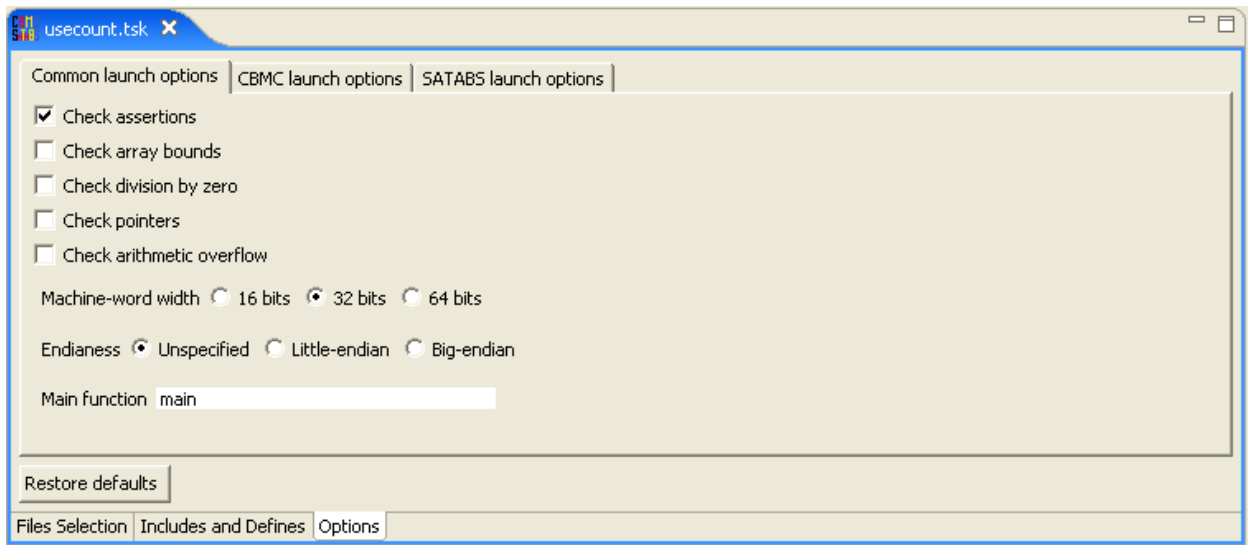 usecount.tsk
Common launch options CBMC launch options SATABS launch options
Check assertions
Check array bounds
Check division by zero
Check pointers
Check arithmetic overflow
Machine-word width 16 bits 32 bits 64 bits
Endianess Unspecified Little-endian Big-endian
Main function main
Restore defaults
Files Selection Includes and Defines Options